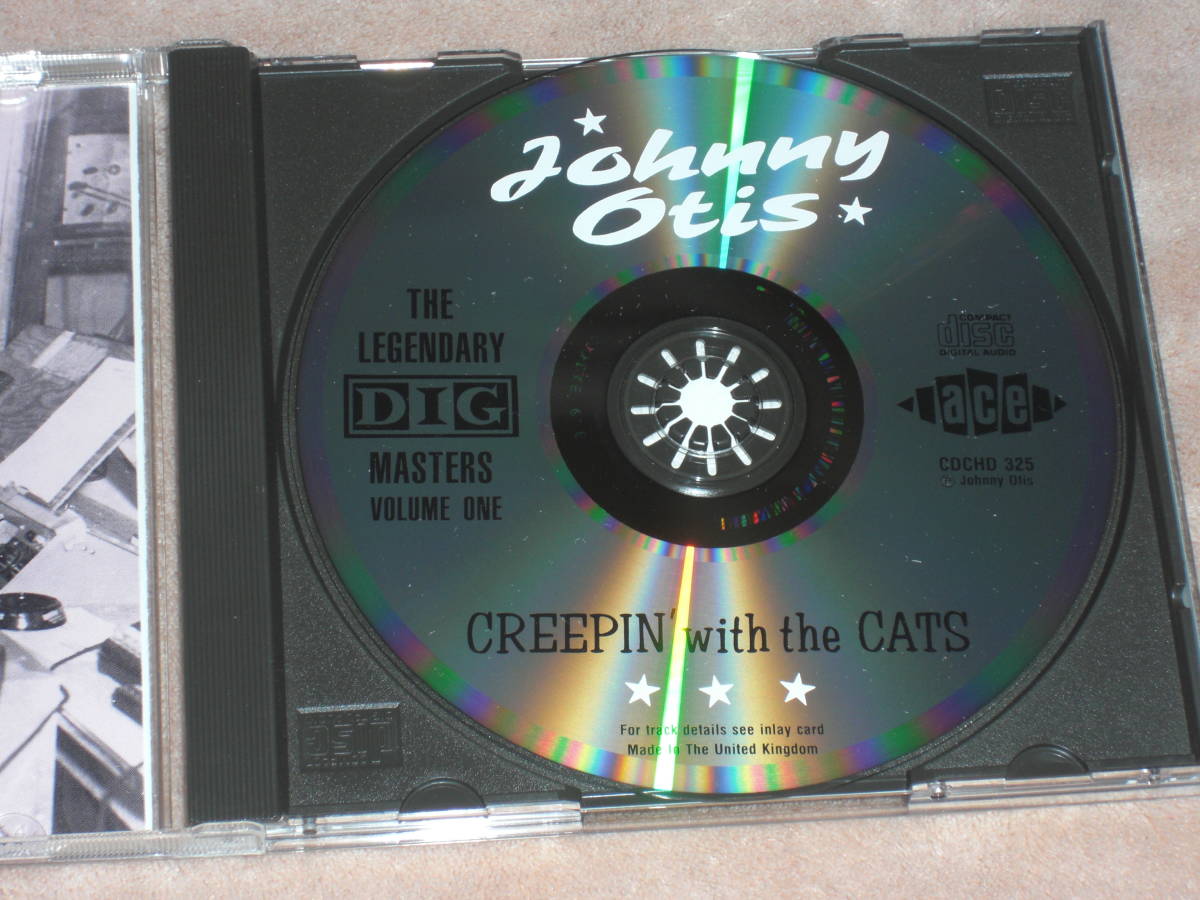 Johnny
Otis
THE
LEGENDARY
DIG
MASTERS
VOLUME ONE
COMPACT
disc
DIGITAL AUDIO
ace
CDCHD 325
℗ Johnny Otis
CREEPIN' with the CATS
For track details see inlay card
Made In The United Kingdom